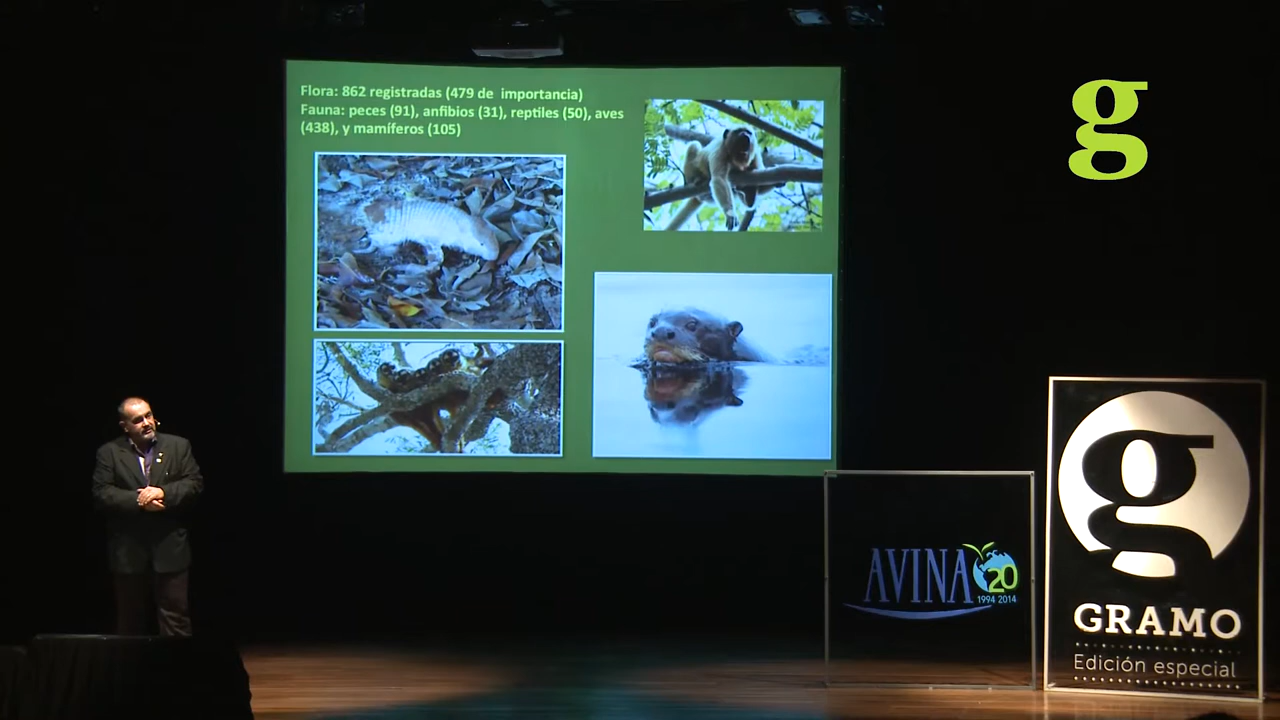 Flora: 862 registradas (479 de importancia)
Fauna: peces (91), anfibios (31), reptiles (50), aves
(438), y mamíferos (105)
g
AVINA 20
1994 2014
g
GRAMO
Edición especial